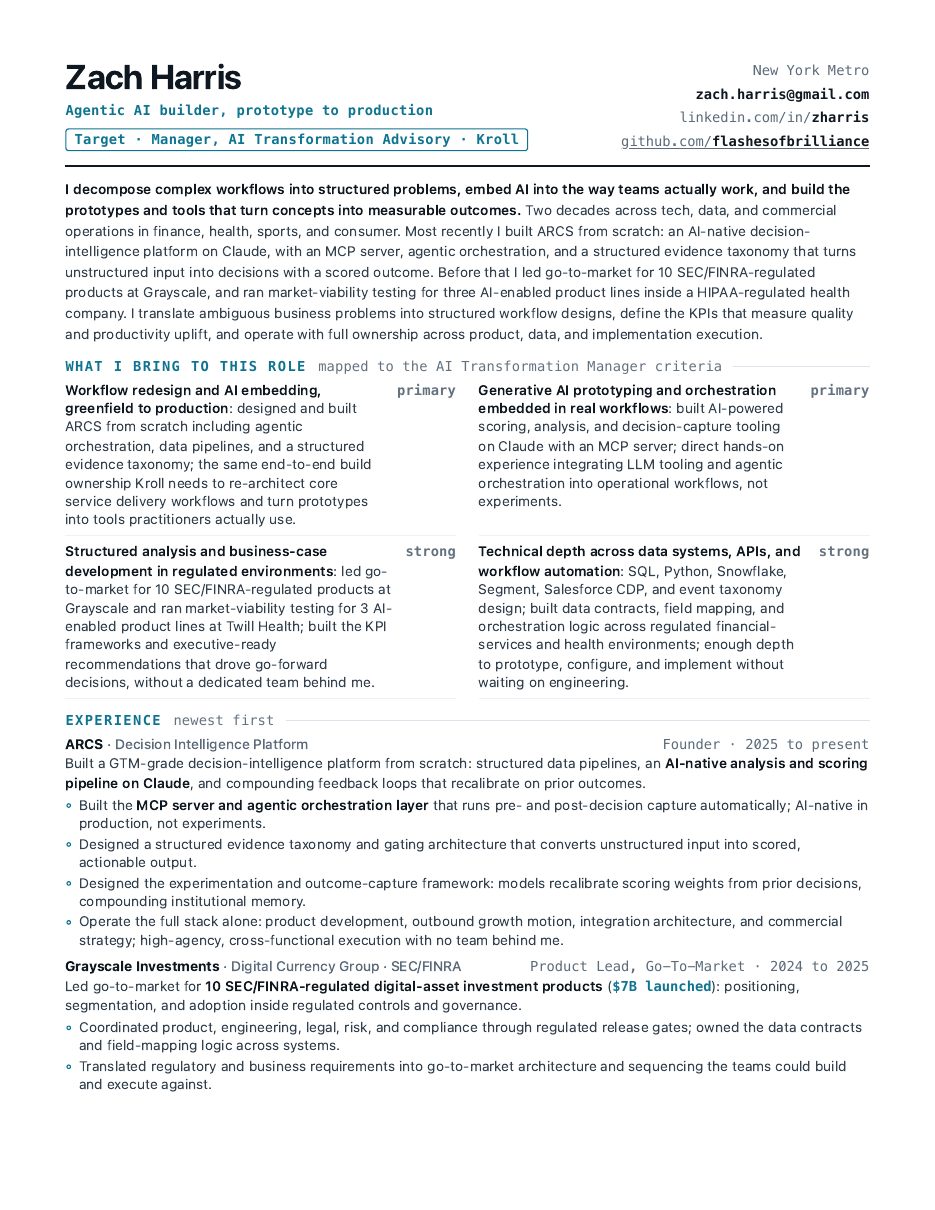 Zach Harris
Agentic AI builder, prototype to production
Target · Manager, AI Transformation Advisory · Kroll
New York Metro
zach.harris@gmail.com
linkedin.com/in/zharris
github.com/flashesofbrilliance
I decompose complex workflows into structured problems, embed AI into the way teams actually work, and build the
prototypes and tools that turn concepts into measurable outcomes. Two decades across tech, data, and commercial
operations in finance, health, sports, and consumer. Most recently I built ARCS from scratch: an AI-native decision-
intelligence platform on Claude, with an MCP server, agentic orchestration, and a structured evidence taxonomy that turns
unstructured input into decisions with a scored outcome. Before that I led go-to-market for 10 SEC/FINRA-regulated
products at Grayscale, and ran market-viability testing for three AI-enabled product lines inside a HIPAA-regulated health
company. I translate ambiguous business problems into structured workflow designs, define the KPIs that measure quality
and productivity uplift, and operate with full ownership across product, data, and implementation execution.
WHAT I BRING TO THIS ROLE mapped to the AI Transformation Manager criteria
Workflow redesign and AI embedding, primary
greenfield to production: designed and built
ARCS from scratch including agentic
orchestration, data pipelines, and a structured
evidence taxonomy; the same end-to-end build
ownership Kroll needs to re-architect core
service delivery workflows and turn prototypes
into tools practitioners actually use.
Generative AI prototyping and orchestration primary
embedded in real workflows: built AI-powered
scoring, analysis, and decision-capture tooling
on Claude with an MCP server; direct hands-on
experience integrating LLM tooling and agentic
orchestration into operational workflows, not
experiments.
Structured analysis and business-case strong
development in regulated environments: led go-
to-market for 10 SEC/FINRA-regulated products at
Grayscale and ran market-viability testing for 3 AI-
enabled product lines at Twill Health; built the KPI
frameworks and executive-ready
recommendations that drove go-forward
decisions, without a dedicated team behind me.
Technical depth across data systems, APIs, and strong
workflow automation: SQL, Python, Snowflake,
Segment, Salesforce CDP, and event taxonomy
design; built data contracts, field mapping, and
orchestration logic across regulated financial-
services and health environments; enough depth
to prototype, configure, and implement without
waiting on engineering.
EXPERIENCE newest first
ARCS · Decision Intelligence Platform Founder · 2025 to present
Built a GTM-grade decision-intelligence platform from scratch: structured data pipelines, an AI-native analysis and scoring
pipeline on Claude, and compounding feedback loops that recalibrate on prior outcomes.
∘ Built the MCP server and agentic orchestration layer that runs pre- and post-decision capture automatically; AI-native in
production, not experiments.
∘ Designed a structured evidence taxonomy and gating architecture that converts unstructured input into scored,
actionable output.
∘ Designed the experimentation and outcome-capture framework: models recalibrate scoring weights from prior decisions,
compounding institutional memory.
∘ Operate the full stack alone: product development, outbound growth motion, integration architecture, and commercial
strategy; high-agency, cross-functional execution with no team behind me.
Grayscale Investments · Digital Currency Group · SEC/FINRA Product Lead, Go-To-Market · 2024 to 2025
Led go-to-market for 10 SEC/FINRA-regulated digital-asset investment products ($7B launched): positioning,
segmentation, and adoption inside regulated controls and governance.
∘ Coordinated product, engineering, legal, risk, and compliance through regulated release gates; owned the data contracts
and field-mapping logic across systems.
∘ Translated regulatory and business requirements into go-to-market architecture and sequencing the teams could build
and execute against.